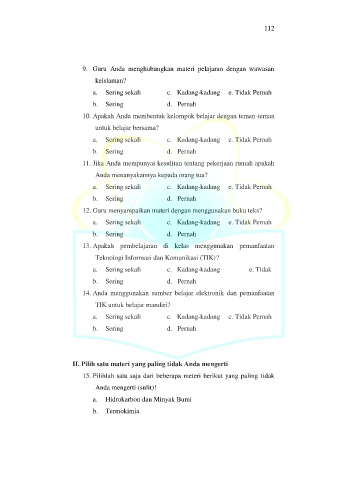 112
9. Guru Anda menghubungkan materi pelajaran dengan wawasan
keislaman?
a. Sering sekali c. Kadang-kadang e. Tidak Pernah
b. Sering d. Pernah
10. Apakah Anda membentuk kelompok belajar dengan teman-teman
untuk belajar bersama?
a. Sering sekali c. Kadang-kadang e. Tidak Pernah
b. Sering d. Pernah
11. Jika Anda mempunyai kesulitan tentang pekerjaan rumah apakah
Anda menanyakannya kepada orang tua?
a. Sering sekali c. Kadang-kadang e. Tidak Pernah
b. Sering d. Pernah
12. Guru menyampaikan materi dengan menggunakan buku teks?
a. Sering sekali c. Kadang-kadang e. Tidak Pernah
b. Sering d. Pernah
13. Apakah pembelajaran di kelas menggunakan pemanfaatan
Teknologi Informasi dan Komunikasi (TIK)?
a. Sering sekali c. Kadang-kadang e. Tidak
b. Sering d. Pernah
14. Anda menggunakan sumber belajar elektronik dan pemanfaatan
TIK untuk belajar mandiri?
a. Sering sekali c. Kadang-kadang e. Tidak Pernah
b. Sering d. Pernah
II. Pilih satu materi yang paling tidak Anda mengerti
15. Pilihlah satu saja dari beberapa materi berikut yang paling tidak
Anda mengerti (sulit)!
a. Hidrokarbon dan Minyak Bumi
b. Termokimia